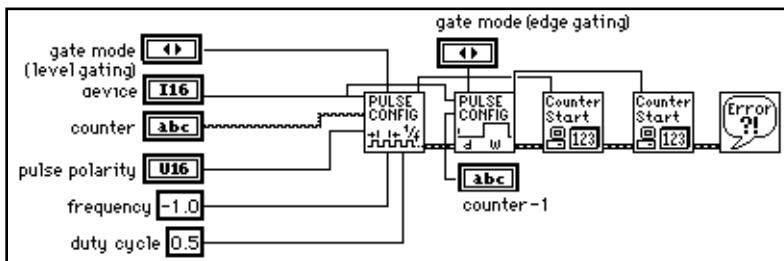 gate mode (edge gating)
gate mode
(level gating)
device
I16
counter
abc
pulse polarity
U16
frequency
-1.0
duty cycle
0.5
PULSE
CONFIG
PULSE
CONFIG
d W
Counter
Start
123
Counter
Start
123
Error
?!
abc
counter-1